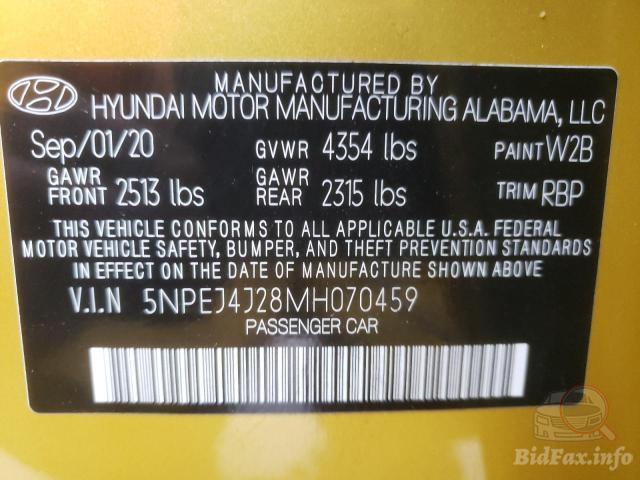 MANUFACTURED BY
HYUNDAI MOTOR MANUFACTURING ALABAMA, LLC
Sep/01/20 GVWR 4354 lbs PAINT W2B
GAWR FRONT 2513 lbs GAWR REAR 2315 lbs TRIM RBP
THIS VEHICLE CONFORMS TO ALL APPLICABLE U.S.A. FEDERAL
MOTOR VEHICLE SAFETY, BUMPER, AND THEFT PREVENTION STANDARDS
IN EFFECT ON THE DATE OF MANUFACTURE SHOWN ABOVE
V.I.N 5NPEJ4J28MH070459
PASSENGER CAR
BidFax.info